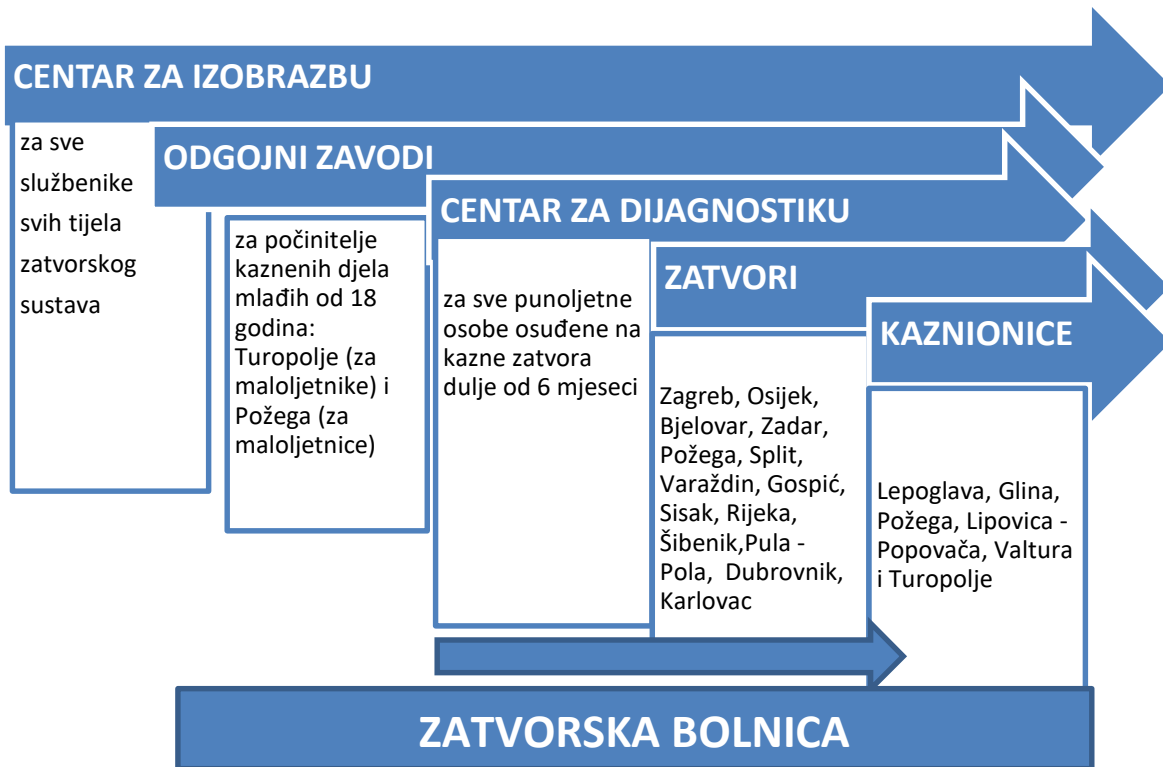 CENTAR ZA IZOBRAZBU
za sve
službenike
svih tijela
zatvorskog
sustava
ODGOJNI ZAVODI
za počinitelje
kaznenih djela
mlađih od 18
godina:
Turopolje (za
maloljetnike) i
Požega (za
maloljetnice)
CENTAR ZA DIJAGNOSTIKU
za sve punoljetne
osobe osuđene na
kazne zatvora
dulje od 6 mjeseci
ZATVORI
Zagreb, Osijek,
Bjelovar, Zadar,
Požega, Split,
Varaždin, Gospić,
Sisak, Rijeka,
Šibenik,Pula -
Pola, Dubrovnik,
Karlovac
KAZNIONICE
Lepoglava, Glina,
Požega, Lipovica -
Popovača, Valtura
i Turopolje
ZATVORSKA BOLNICA